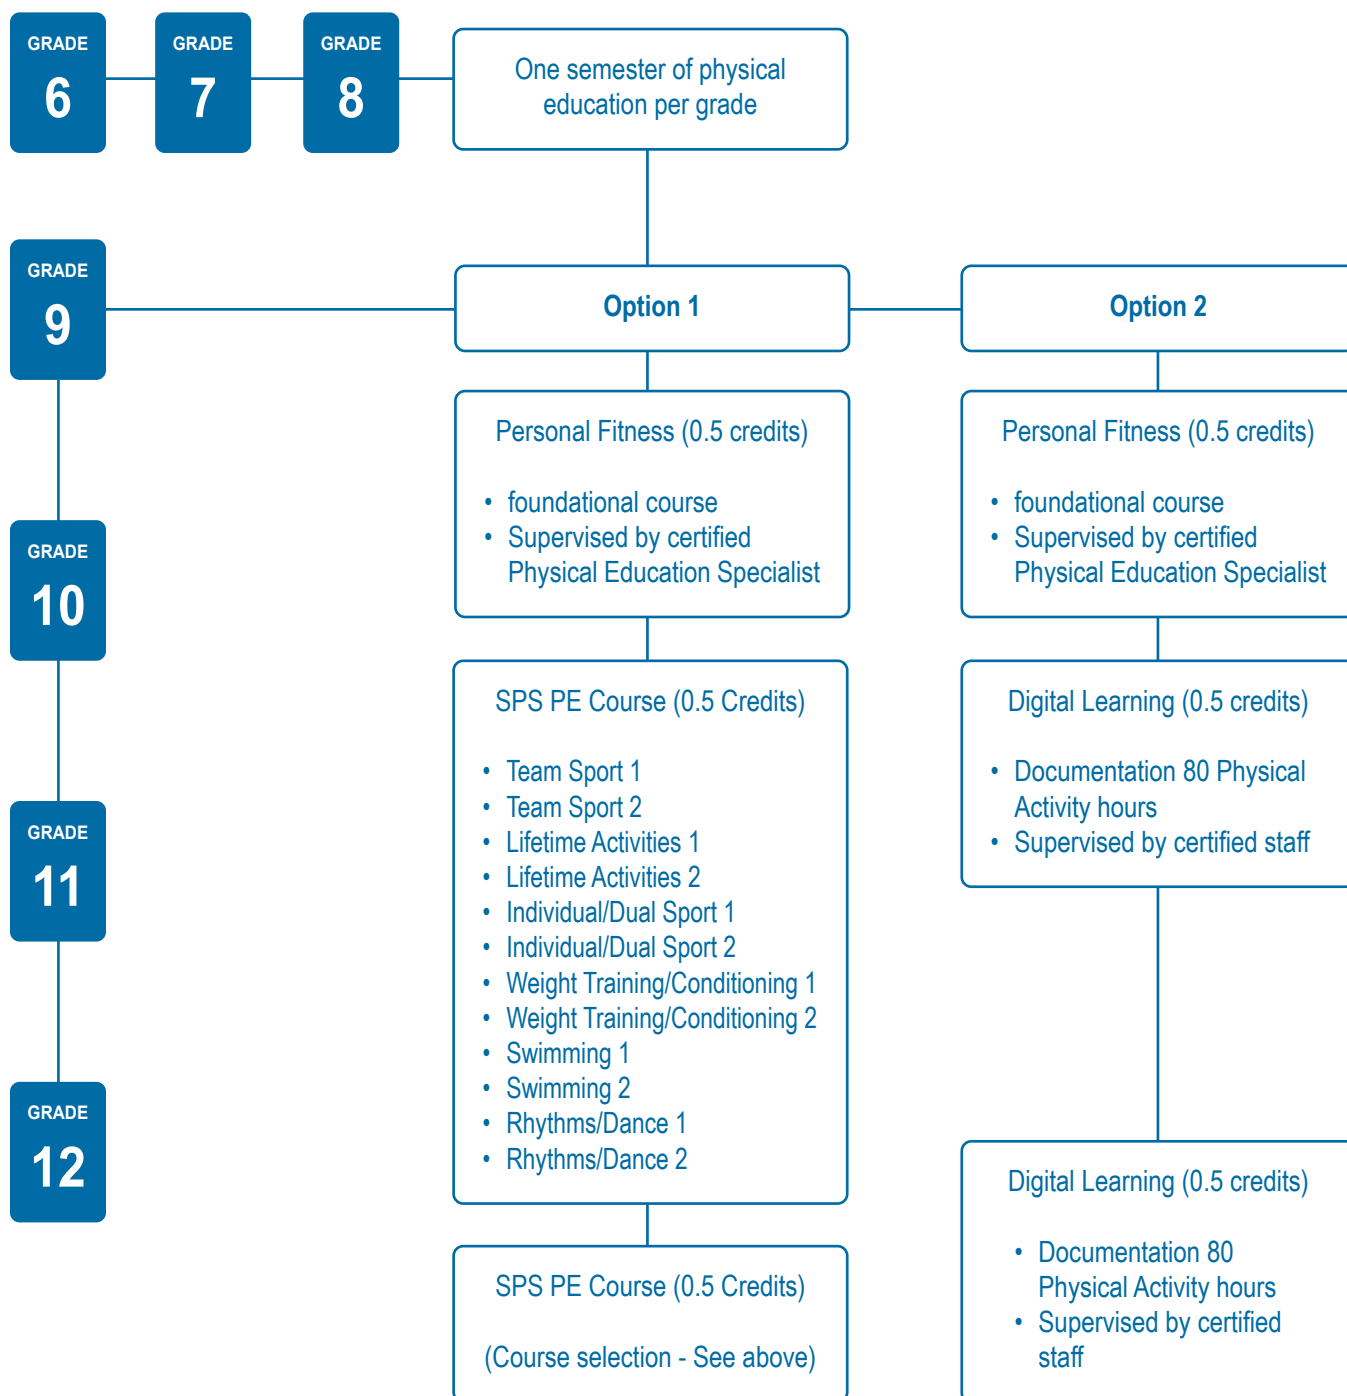 GRADE
6
GRADE
7
GRADE
8
One semester of physical
education per grade
GRADE
9
Option 1
Option 2
Personal Fitness (0.5 credits)
• foundational course
• Supervised by certified
Physical Education Specialist
Personal Fitness (0.5 credits)
• foundational course
• Supervised by certified
Physical Education Specialist
GRADE
10
SPS PE Course (0.5 Credits)
• Team Sport 1
• Team Sport 2
• Lifetime Activities 1
• Lifetime Activities 2
• Individual/Dual Sport 1
• Individual/Dual Sport 2
• Weight Training/Conditioning 1
• Weight Training/Conditioning 2
• Swimming 1
• Swimming 2
• Rhythms/Dance 1
• Rhythms/Dance 2
Digital Learning (0.5 credits)
• Documentation 80 Physical
Activity hours
• Supervised by certified staff
GRADE
11
GRADE
12
SPS PE Course (0.5 Credits)
(Course selection - See above)
Digital Learning (0.5 credits)
• Documentation 80
Physical Activity hours
• Supervised by certified
staff